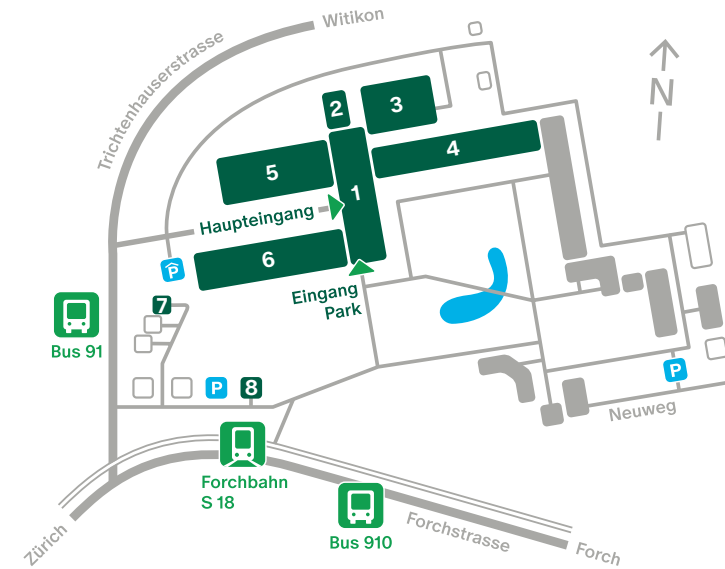 Witikon
Trichtenhauserstrasse
N
2
3
4
5
1
Haupteingang
6
P
Eingang
Park
7
Bus 91
P
8
P
Neuweg
Forchbahn
S 18
Bus 910
Forchstrasse
Zürich
Forch